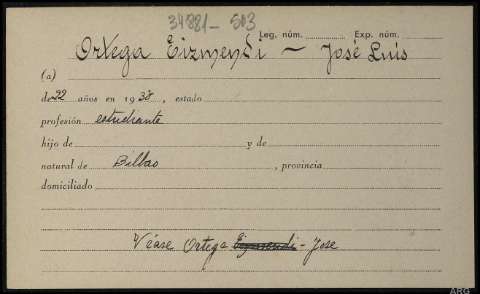 34881-503
Leg. núm. Exp. núm.
Ortega Eizmendi - José Luis
(a)
de 22 años en 1938, estado
profesión estudiante
hijo de y de
natural de Bilbao, provincia
domiciliado
Véase Ortega Eizmendi - Jose
ARG